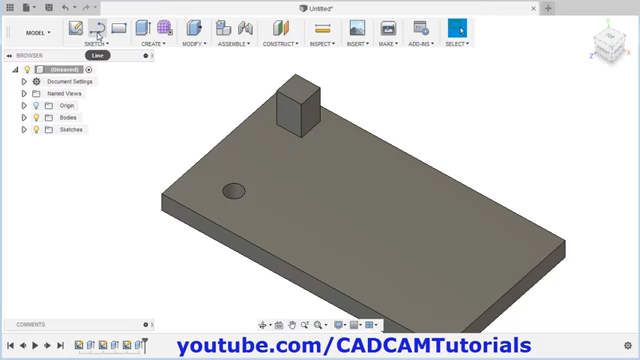 Untitled*
MODEL
SKETCH
CREATE
MODIFY
ASSEMBLE
CONSTRUCT
INSPECT
INSERT
MAKE
ADD-INS
SELECT
Line
BROWSER
(Unsaved)
Document Settings
Named Views
Origin
Bodies
Sketches
COMMENTS
youtube.com/CADCAMTutorials